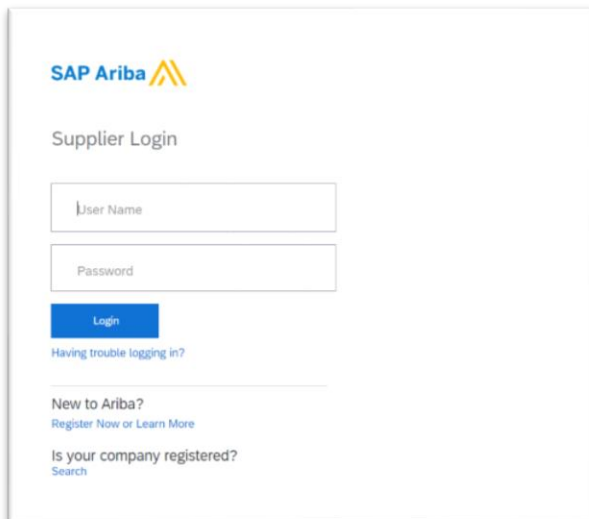 SAP Ariba
Supplier Login
User Name
Password
Login
Having trouble logging in?
New to Ariba?
Register Now or Learn More
Is your company registered?
Search